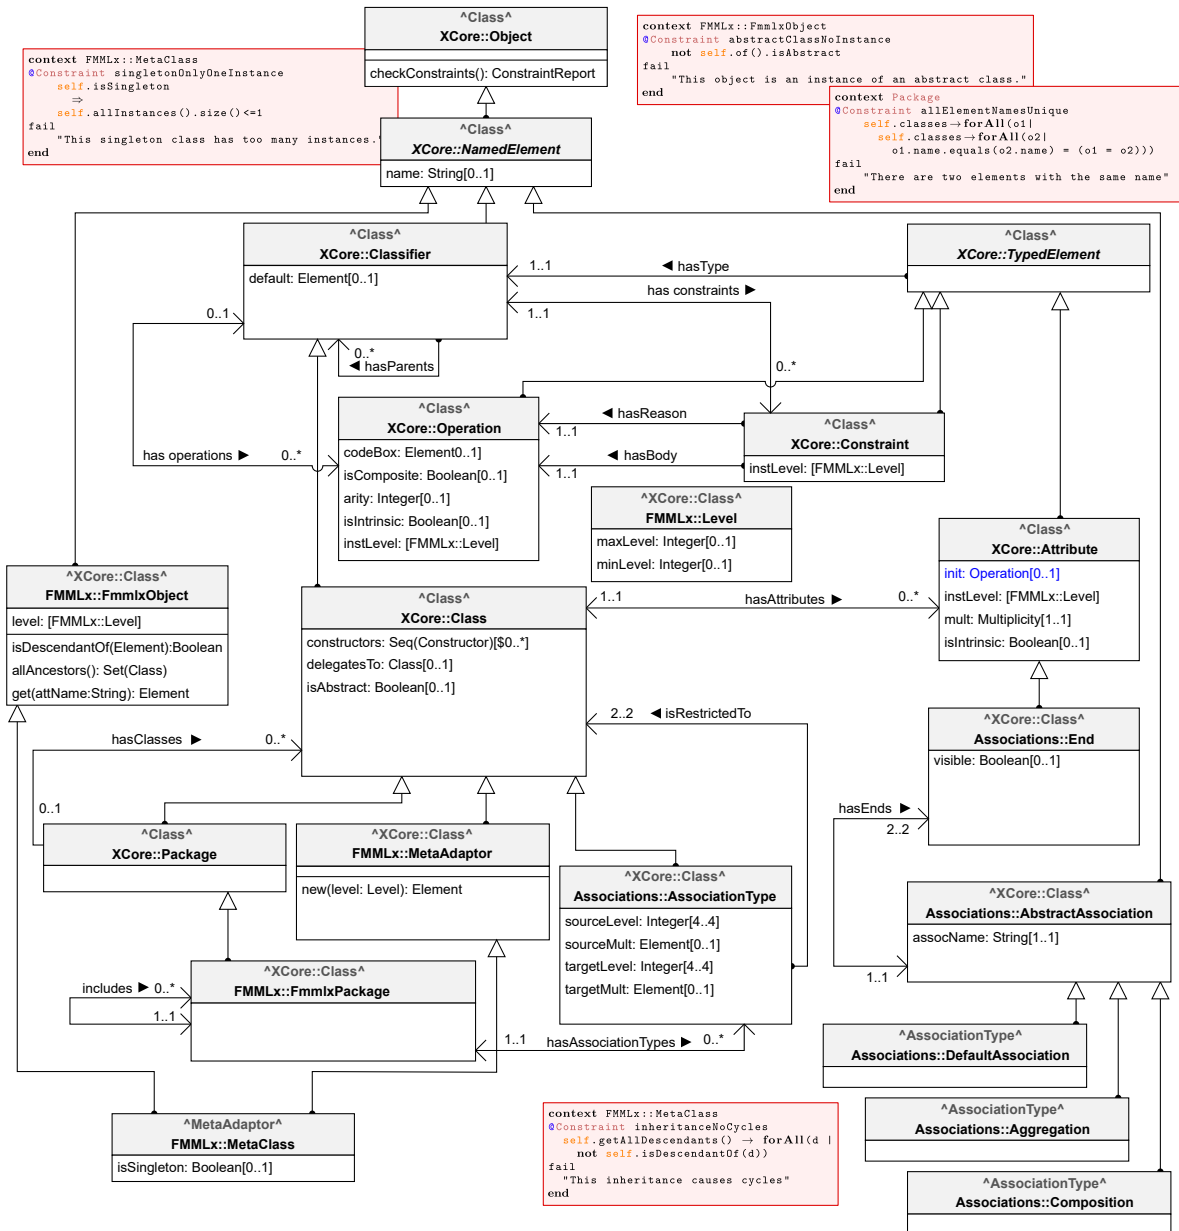 ^Class^
XCore::Object
checkConstraints(): ConstraintReport
context FMMLx::MetaClass
@Constraint singletonOnlyOneInstance
self.isSingleton
⇒
self.allInstances().size()<=1
fail
"This singleton class has too many instances."
end
context FMMLx::FmmlxObject
@Constraint abstractClassNoInstance
not self.of().isAbstract
fail
"This object is an instance of an abstract class."
end
context Package
@Constraint allElementNamesUnique
self.classes→forAll(o1|
self.classes→forAll(o2|
o1.name.equals(o2.name) = (o1 = o2)))
fail
"There are two elements with the same name"
end
^Class^
XCore::NamedElement
name: String[0..1]
^Class^
XCore::Classifier
default: Element[0..1]
^Class^
XCore::TypedElement
1..1
◄ hasType
has constraints ►
1..1
0..1
0..*
◄ hasParents
0..*
^Class^
XCore::Operation
codeBox: Element0..1]
isComposite: Boolean[0..1]
arity: Integer[0..1]
isIntrinsic: Boolean[0..1]
instLevel: [FMMLx::Level]
◄ hasReason
1..1
◄ hasBody
1..1
^Class^
XCore::Constraint
instLevel: [FMMLx::Level]
has operations ►
0..*
^XCore::Class^
FMMLx::Level
maxLevel: Integer[0..1]
minLevel: Integer[0..1]
^Class^
XCore::Attribute
init: Operation[0..1]
instLevel: [FMMLx::Level]
mult: Multiplicity[1..1]
isIntrinsic: Boolean[0..1]
^XCore::Class^
FMMLx::FmmlxObject
level: [FMMLx::Level]
isDescendantOf(Element):Boolean
allAncestors(): Set(Class)
get(attName:String): Element
^Class^
XCore::Class
constructors: Seq(Constructor)[$0..*]
delegatesTo: Class[0..1]
isAbstract: Boolean[0..1]
1..1
hasAttributes ►
0..*
2..2
◄ isRestrictedTo
hasClasses ►
0..*
0..1
^XCore::Class^
Associations::End
visible: Boolean[0..1]
hasEnds ►
2..2
^Class^
XCore::Package
^XCore::Class^
FMMLx::MetaAdaptor
new(level: Level): Element
^XCore::Class^
Associations::AssociationType
sourceLevel: Integer[4..4]
sourceMult: Element[0..1]
targetLevel: Integer[4..4]
targetMult: Element[0..1]
^XCore::Class^
Associations::AbstractAssociation
assocName: String[1..1]
1..1
^XCore::Class^
FMMLx::FmmlxPackage
includes ►
0..*
1..1
1..1
hasAssociationTypes ►
0..*
^AssociationType^
Associations::DefaultAssociation
^AssociationType^
Associations::Aggregation
^AssociationType^
Associations::Composition
^MetaAdaptor^
FMMLx::MetaClass
isSingleton: Boolean[0..1]
context FMMLx::MetaClass
@Constraint inheritanceNoCycles
self.getAllDescendants() → forAll(d |
not self.isDescendantOf(d))
fail
"This inheritance causes cycles"
end